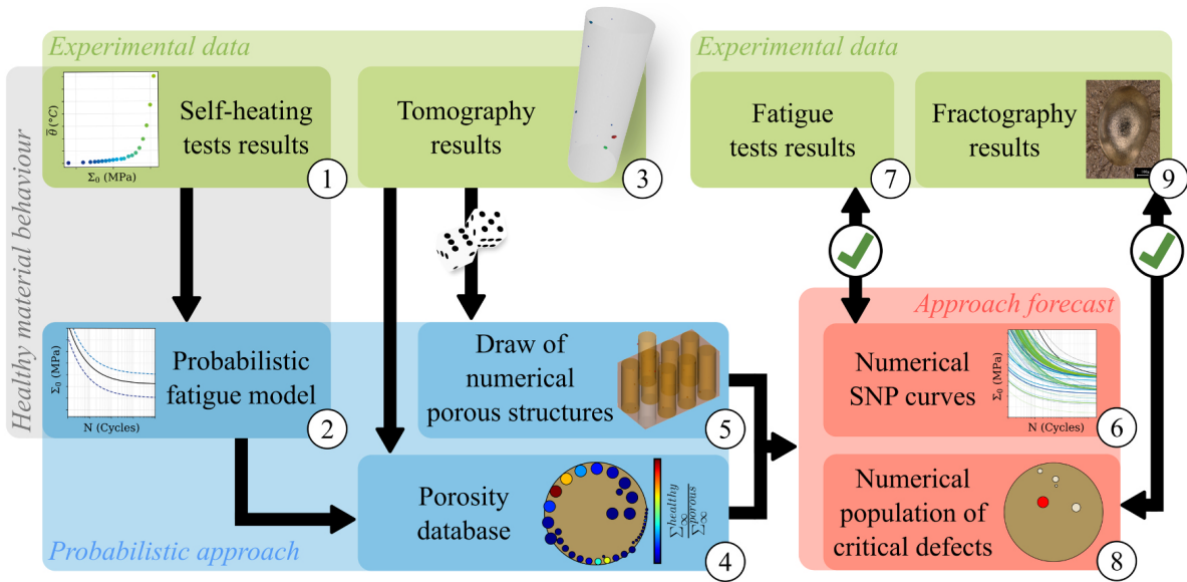 Experimental data
Self-heating
tests results
θ̄ (°C)
Σ₀ (MPa)
1
Tomography
results
3
Experimental data
Fatigue
tests results
7
Fractography
results
9
Healthy material behaviour
Probabilistic
fatigue model
Σ₀ (MPa)
N (Cycles)
2
Draw of
numerical
porous structures
5
Porosity
database
Σ∞^healthy
Σ∞^porous
4
Probabilistic approach
Approach forecast
Numerical
SNP curves
Σ₀ (MPa)
N (Cycles)
6
Numerical
population of
critical defects
8